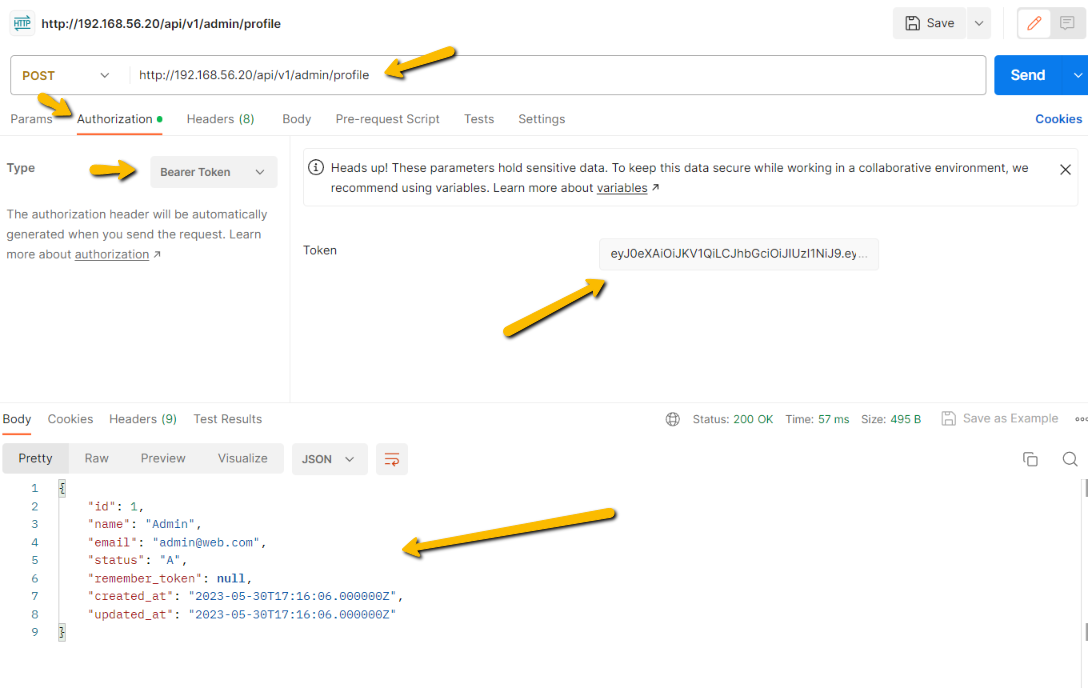 HTTP http://192.168.56.20/api/v1/admin/profile Save
POST http://192.168.56.20/api/v1/admin/profile Send
Params Authorization Headers (8) Body Pre-request Script Tests Settings Cookies
Type Bearer Token
The authorization header will be automatically
generated when you send the request. Learn
more about authorization ↗
Heads up! These parameters hold sensitive data. To keep this data secure while working in a collaborative environment, we
recommend using variables. Learn more about variables ↗
Token eyJ0eXAiOiJKV1QiLCJhbGciOiJIUzI1NiJ9.ey...
Body Cookies Headers (9) Test Results Status: 200 OK Time: 57 ms Size: 495 B Save as Example
Pretty Raw Preview Visualize JSON
1 {
2 "id": 1,
3 "name": "Admin",
4 "email": "admin@web.com",
5 "status": "A",
6 "remember_token": null,
7 "created_at": "2023-05-30T17:16:06.000000Z",
8 "updated_at": "2023-05-30T17:16:06.000000Z"
9 }